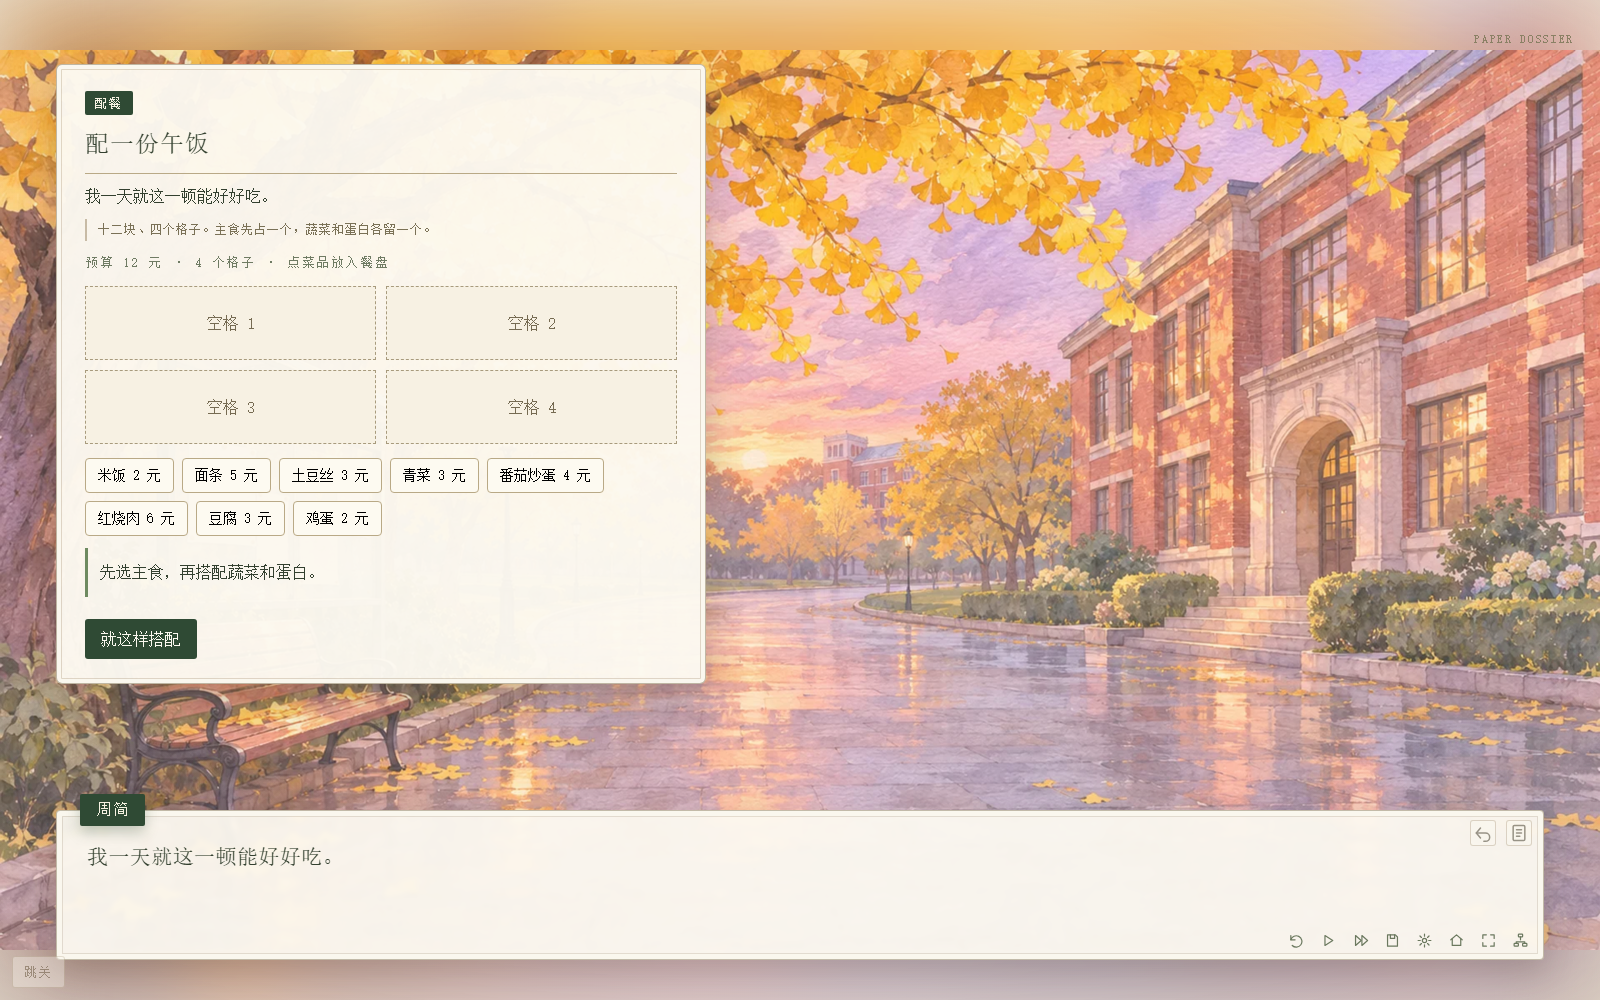 PAPER DOSSIER
配餐
配一份午饭
我一天就这一顿能好好吃。
十二块、四个格子。主食先占一个，蔬菜和蛋白各留一个。
预算 12 元 · 4 个格子 · 点菜品放入餐盘
空格 1
空格 2
空格 3
空格 4
米饭 2 元
面条 5 元
土豆丝 3 元
青菜 3 元
番茄炒蛋 4 元
红烧肉 6 元
豆腐 3 元
鸡蛋 2 元
先选主食，再搭配蔬菜和蛋白。
就这样搭配
周简
我一天就这一顿能好好吃。
跳关